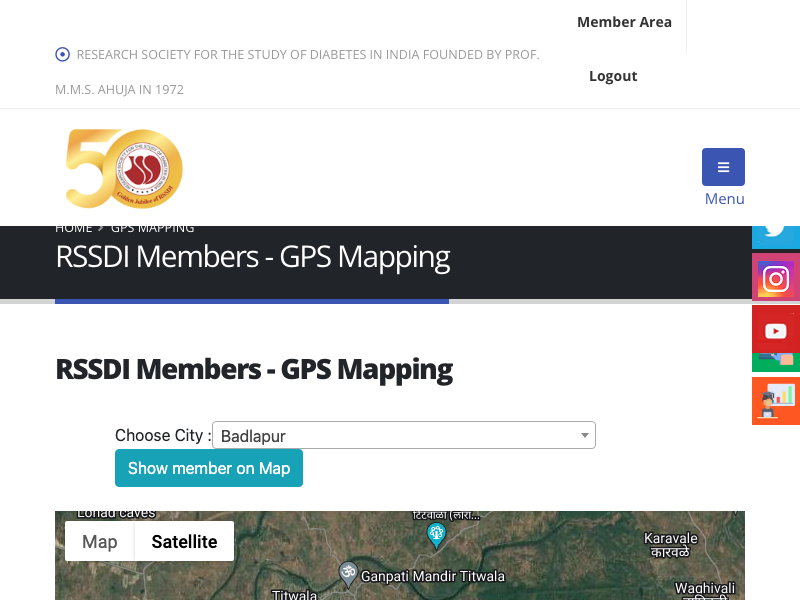 Member Area
RESEARCH SOCIETY FOR THE STUDY OF DIABETES IN INDIA FOUNDED BY PROF.
M.M.S. AHUJA IN 1972
Logout
50
Golden Jubilee of RSSDI
Menu
HOME > GPS MAPPING
RSSDI Members - GPS Mapping
RSSDI Members - GPS Mapping
Choose City : Badlapur
Show member on Map
Lonad caves
Map Satellite
टिटवाळा (लोरा...
Karavale
कारवळे
Ganpati Mandir Titwala
Titwala
Waghivali